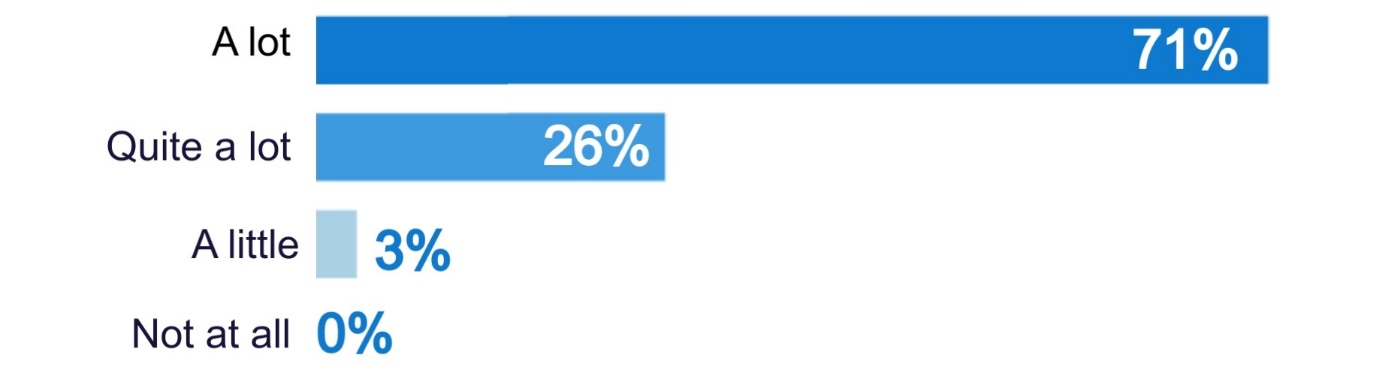 A lot 71%
Quite a lot 26%
A little 3%
Not at all 0%